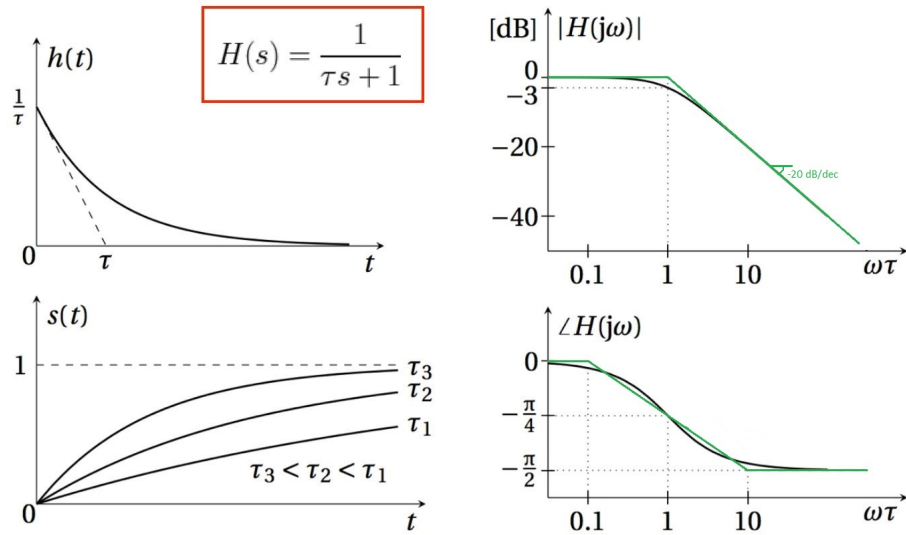 h(t)
H(s) = 1/(τs + 1)
1/τ
0
τ
t
[dB] |H(jω)|
0
−3
−20
-20 dB/dec
−40
0.1 1 10 ωτ
s(t)
1
τ₃
τ₂
τ₁
τ₃ < τ₂ < τ₁
0
t
∠H(jω)
0
−π/4
−π/2
0.1 1 10 ωτ